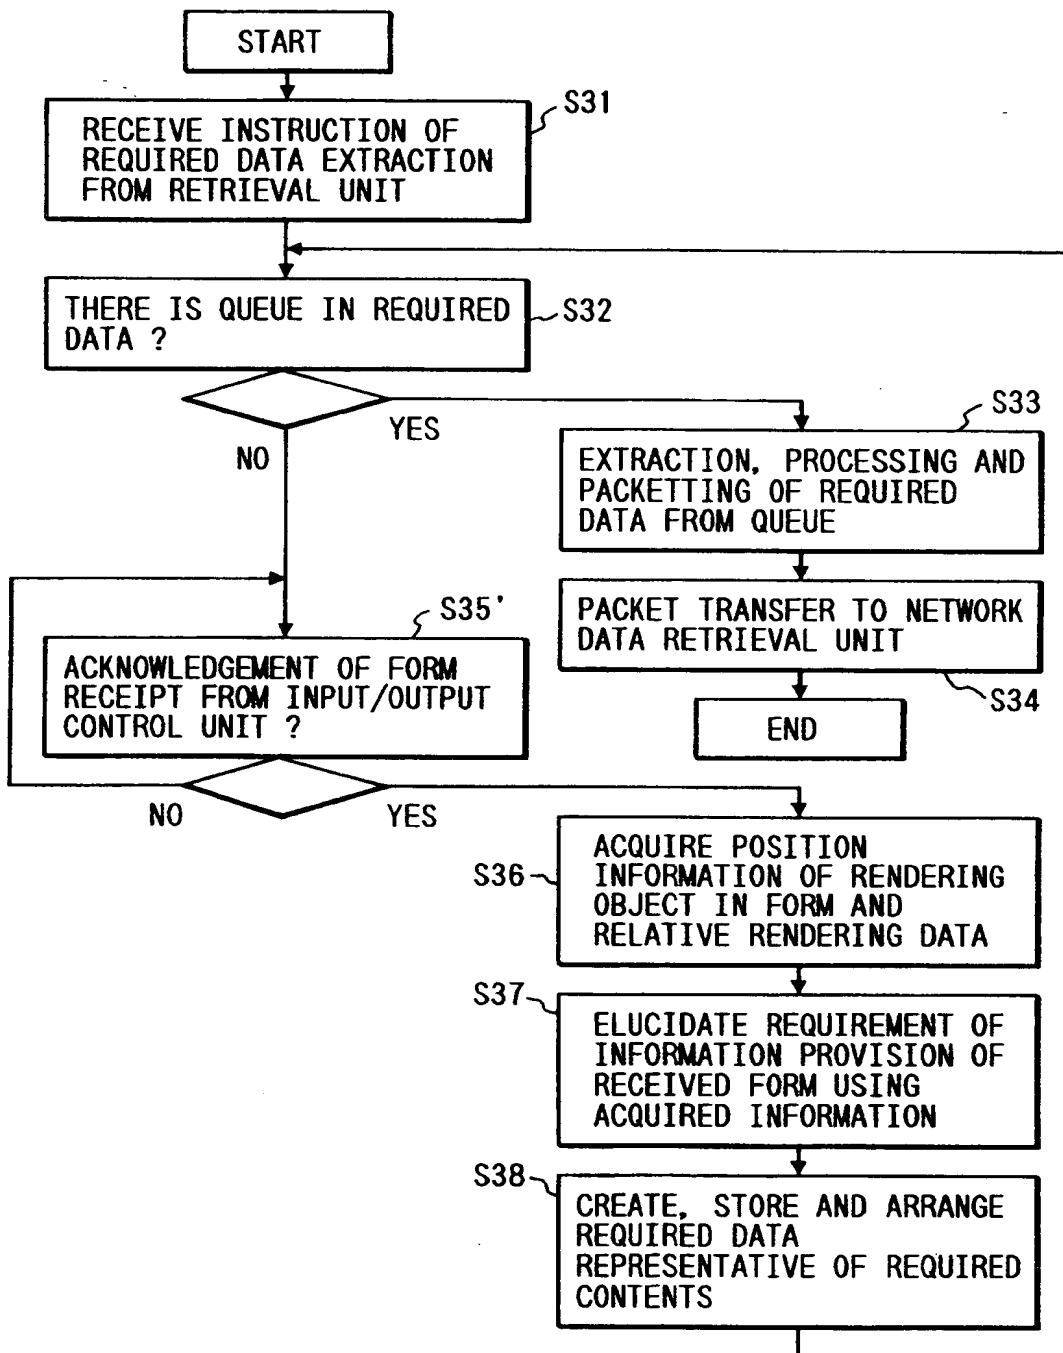 START
S31
RECEIVE INSTRUCTION OF
REQUIRED DATA EXTRACTION
FROM RETRIEVAL UNIT
THERE IS QUEUE IN REQUIRED
DATA ?
S32
YES
NO
S33
EXTRACTION, PROCESSING AND
PACKETTING OF REQUIRED
DATA FROM QUEUE
PACKET TRANSFER TO NETWORK
DATA RETRIEVAL UNIT
S34
END
S35'
ACKNOWLEDGEMENT OF FORM
RECEIPT FROM INPUT/OUTPUT
CONTROL UNIT ?
NO
YES
S36
ACQUIRE POSITION
INFORMATION OF RENDERING
OBJECT IN FORM AND
RELATIVE RENDERING DATA
S37
ELUCIDATE REQUIREMENT OF
INFORMATION PROVISION OF
RECEIVED FORM USING
ACQUIRED INFORMATION
S38
CREATE, STORE AND ARRANGE
REQUIRED DATA
REPRESENTATIVE OF REQUIRED
CONTENTS